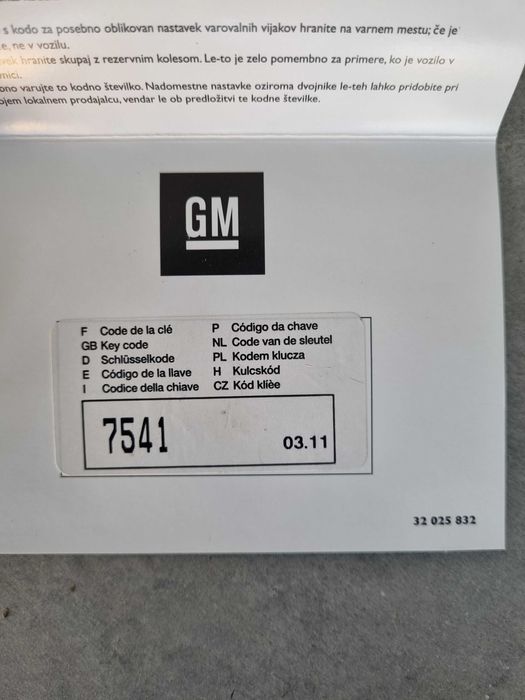 s kodo za posebno oblikovan nastavek varovalnih vijakov hranite na varnem mestu; če je
e, ne v vozilu.
vek hranite skupaj z rezervnim kolesom. Le-to je zelo pomembno za primere, ko je vozilo v
nici.
ono varujte to kodno številko. Nadomestne nastavke oziroma dvojnike le-teh lahko pridobite pri
ojem lokalnem prodajalcu, vendar le ob predložitvi te kodne številke.
GM
F Code de la clé
GB Key code
D Schlüsselkode
E Código de la llave
I Codice della chiave
P Código da chave
NL Code van de sleutel
PL Kodem klucza
H Kulcskód
CZ Kód klièe
7541
03.11
32 025 832